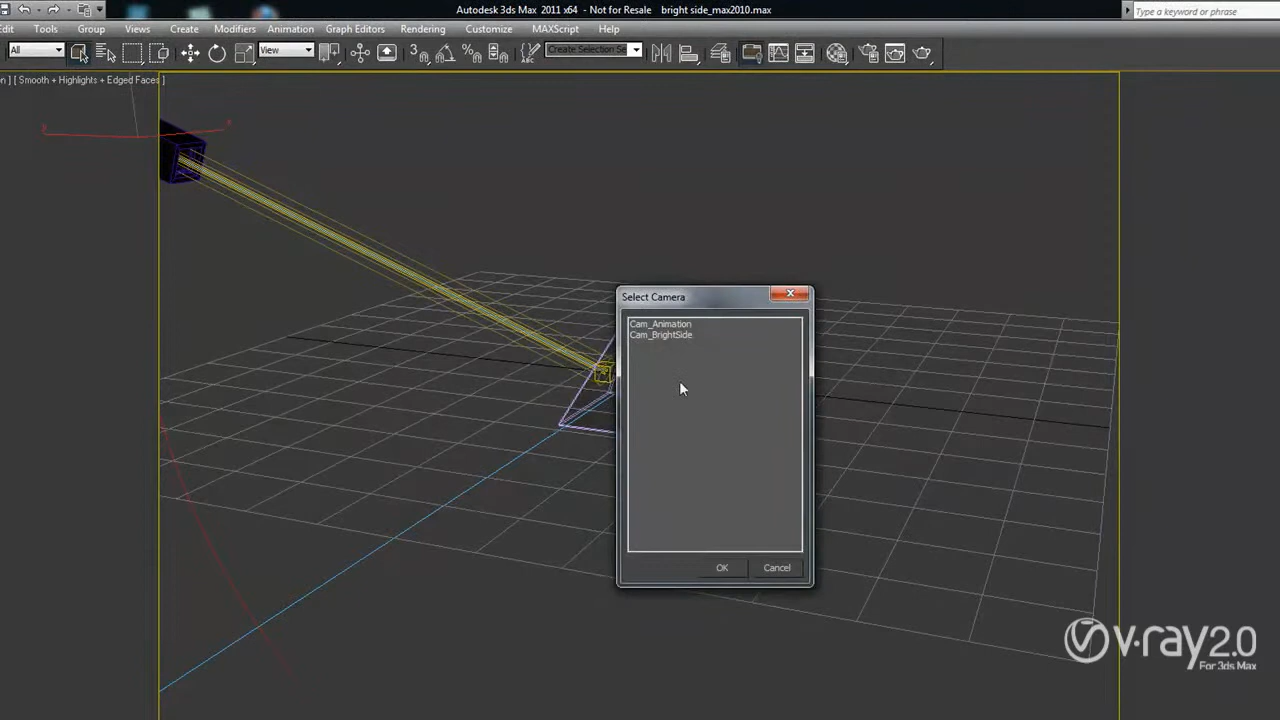 Autodesk 3ds Max 2011 x64 - Not for Resale bright side_max2010.max
Type a keyword or phrase
Tools Group Views Create Modifiers Animation Graph Editors Rendering Customize MAXScript Help
All
View
3
Create Selection Se
] [ Smooth + Highlights + Edged Faces ]
Select Camera
Cam_Animation
Cam_BrightSide
OK Cancel
v·ray2.0
For 3ds Max